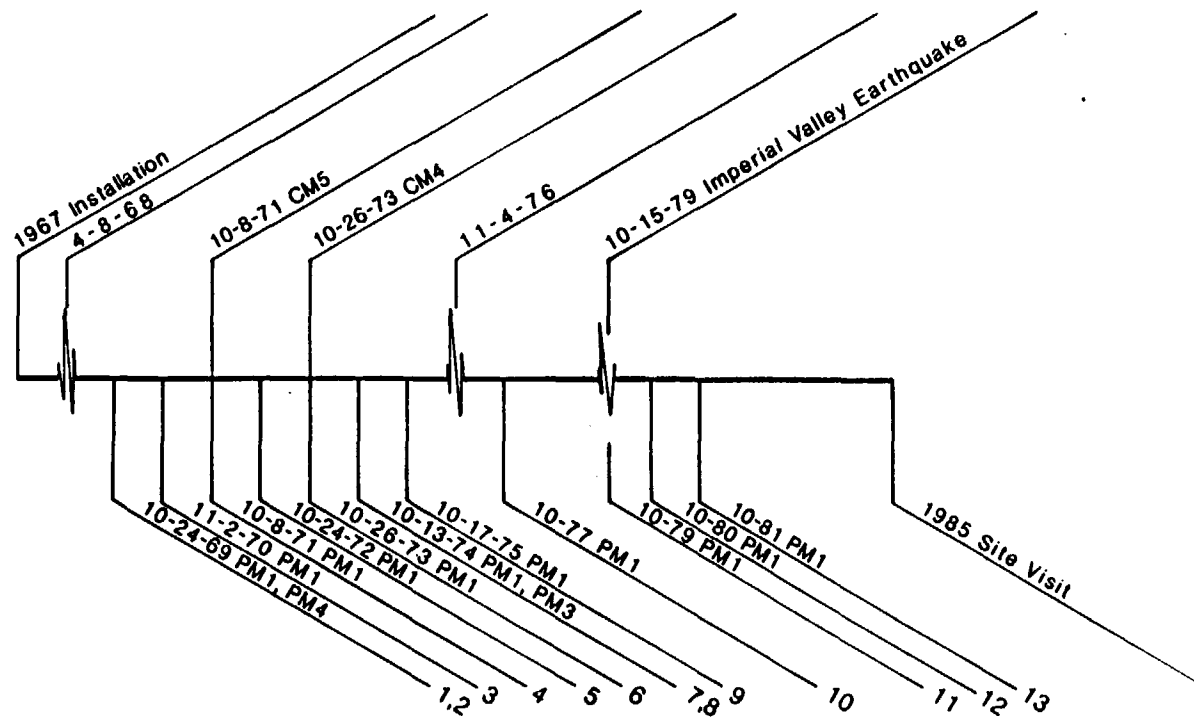 1967 Installation
4-8-68
10-8-71 CM5
10-26-73 CM4
11-4-76
10-15-79 Imperial Valley Earthquake
10-24-69 PM1, PM4
11-2-70 PM1
10-8-71 PM1
10-24-72 PM1
10-26-73 PM1
10-13-74 PM1, PM3
10-17-75 PM1
10-77 PM1
10-79 PM1
10-80 PM1
10-81 PM1
1985 Site Visit
1,2
3
4
5
6
7,8
9
10
11
12
13